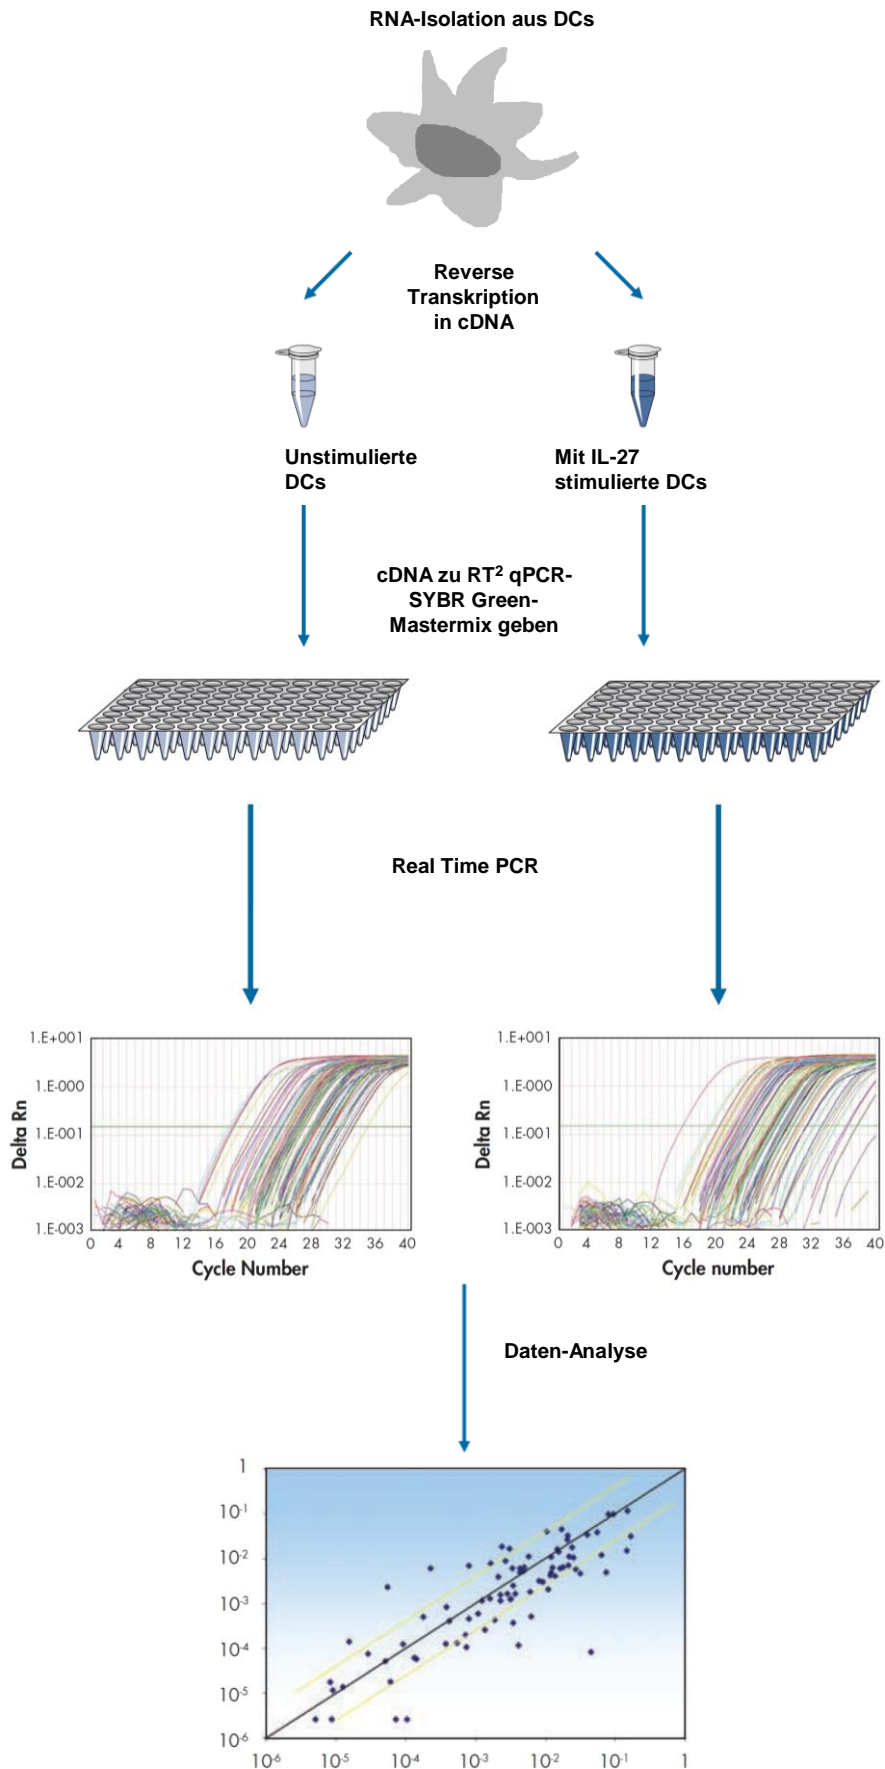 RNA-Isolation aus DCs
Reverse
Transkription
in cDNA
Unstimulierte
DCs
Mit IL-27
stimulierte DCs
cDNA zu RT² qPCR-
SYBR Green-
Mastermix geben
Real Time PCR
1.E+001
1.E-000
1.E-001
1.E-002
1.E-003
Delta Rn
0 4 8 12 16 20 24 28 32 36 40
Cycle Number
1.E+001
1.E-000
1.E-001
1.E-002
1.E-003
Delta Rn
0 4 8 12 16 20 24 28 32 36 40
Cycle number
Daten-Analyse
1
10⁻¹
10⁻²
10⁻³
10⁻⁴
10⁻⁵
10⁻⁶
10⁻⁶ 10⁻⁵ 10⁻⁴ 10⁻³ 10⁻² 10⁻¹ 1